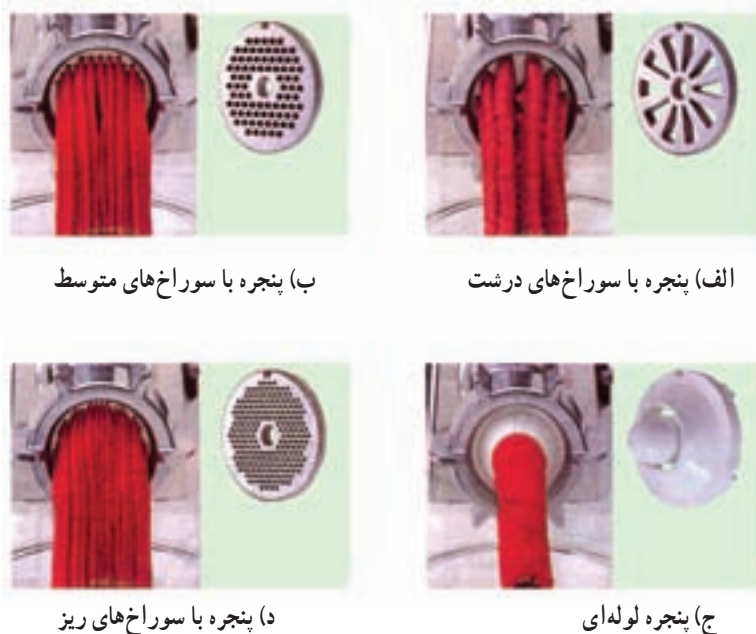 الف) پنجره با سوراخ‌های درشت
ب) پنجره با سوراخ‌های متوسط
ج) پنجره لوله‌ای
د) پنجره با سوراخ‌های ریز